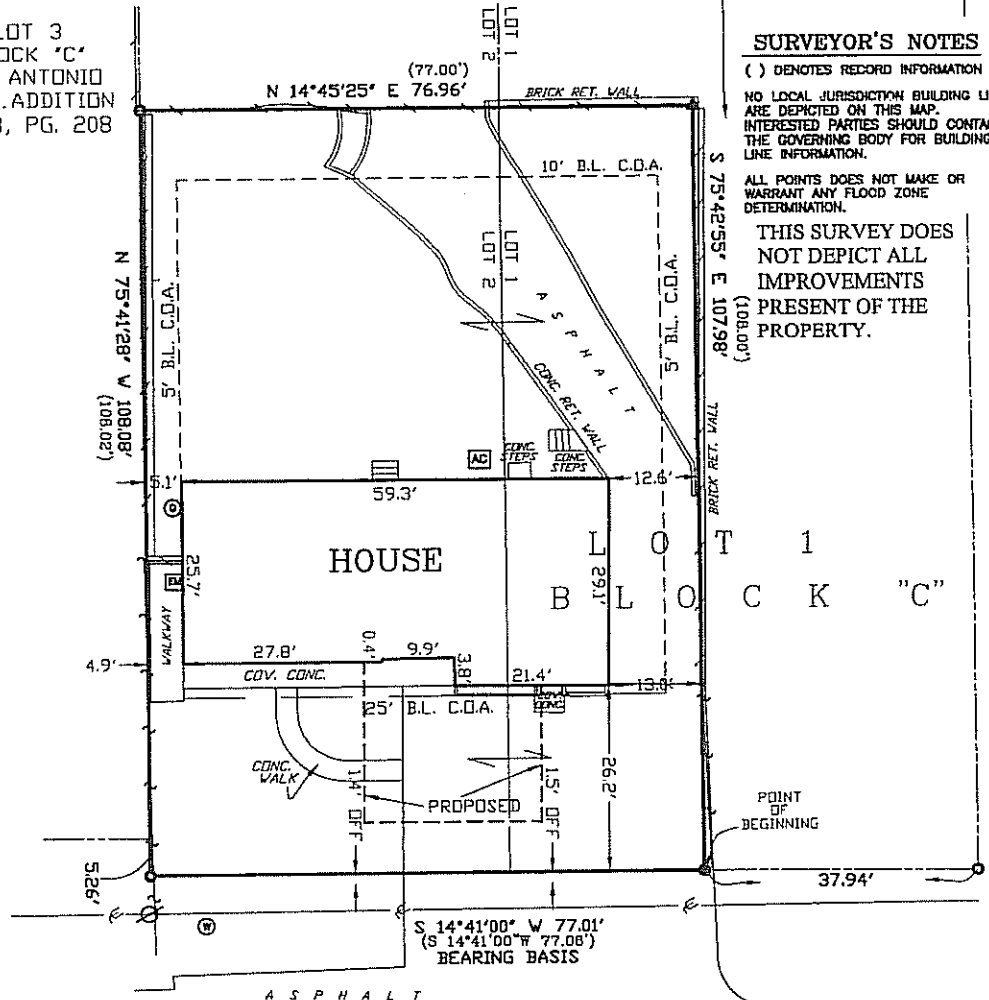 LOT 3
OCK "C"
ANTONIO
.ADDITION
, PG. 208
LOT 1
LOT 2
(77.00')
N 14°45'25" E 76.96'
BRICK RET. WALL
SURVEYOR'S NOTES
( ) DENOTES RECORD INFORMATION
NO LOCAL JURISDICTION BUILDING LI
ARE DEPICTED ON THIS MAP.
INTERESTED PARTIES SHOULD CONTA
THE GOVERNING BODY FOR BUILDING
LINE INFORMATION.
ALL POINTS DOES NOT MAKE OR
WARRANT ANY FLOOD ZONE
DETERMINATION.
THIS SURVEY DOES
NOT DEPICT ALL
IMPROVEMENTS
PRESENT OF THE
PROPERTY.
10' B.L. C.O.A.
S 75°42'55" E 107.98'
(108.00')
N 75°41'28" W 108.08'
(108.02')
5' B.L. C.O.A.
LOT 1
LOT 2
ASPHALT
5' B.L. C.O.A.
CONC. RET. WALL
BRICK RET. WALL
AC
CONC. STEPS
CONC. STEPS
5.1'
59.3'
12.6'
G
HOUSE
LOT 1
BLOCK "C"
25.7'
29.1'
EM
WALKWAY
4.9'
27.8'
0.4'
9.9'
3.8'
21.4'
COV. CONC.
COV. CONC.
13.0'
25' B.L. C.O.A.
CONC.
WALK
1.4' OFF
PROPOSED
1.5' OFF
26.2'
POINT
OF
BEGINNING
5.26'
37.94'
W
S 14°41'00" W 77.01'
(S 14°41'00"W 77.08')
BEARING BASIS
ASPHALT